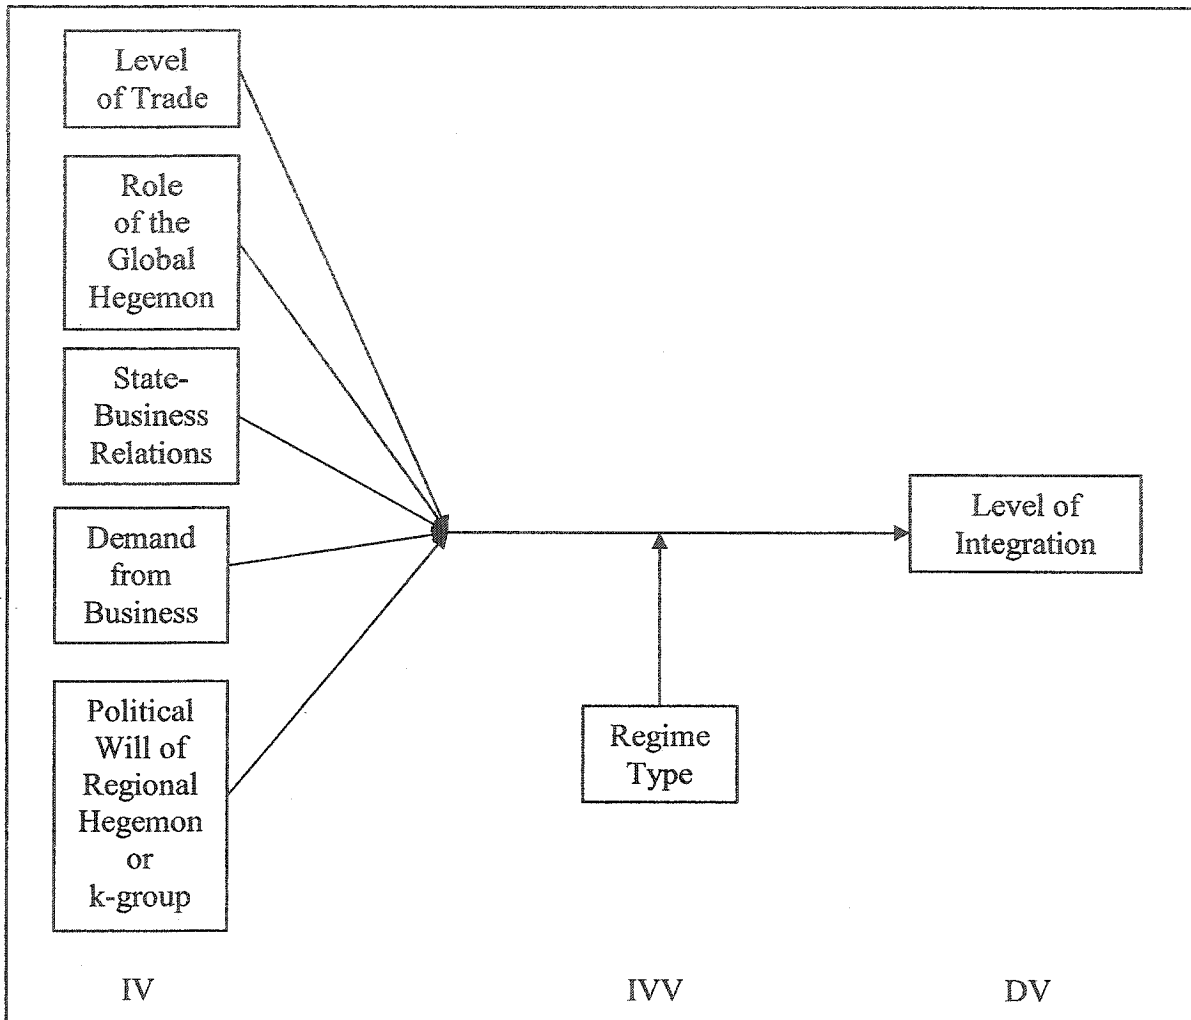 Level
of Trade
Role
of the
Global
Hegemon
State-
Business
Relations
Demand
from
Business
Political
Will of
Regional
Hegemon
or
k-group
Regime
Type
Level of
Integration
IV
IVV
DV